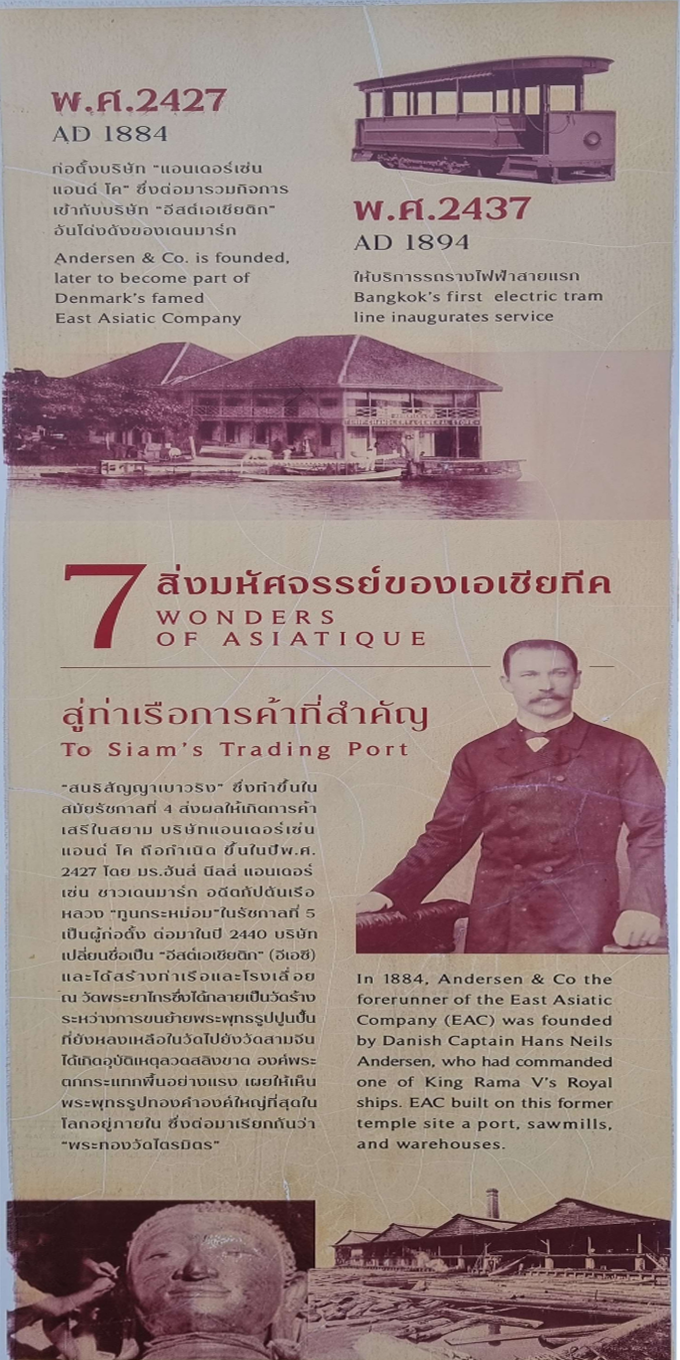 พ.ศ.2427
AD 1884
ก่อตั้งบริษัท "แอนเดอร์เซ่น
แอนด์ โค" ซึ่งต่อมารวมกิจการ
เข้ากับบริษัท "อีสต์เอเชียติก"
อันโด่งดังของเดนมาร์ก
Andersen & Co. is founded,
later to become part of
Denmark's famed
East Asiatic Company
พ.ศ.2437
AD 1894
ให้บริการรถรางไฟฟ้าสายแรก
Bangkok's first electric tram
line inaugurates service
SHIP-CHANDLERY & GENERAL STORE
7 สิ่งมหัศจรรย์ของเอเชียทีค
WONDERS
OF ASIATIQUE
สู่ท่าเรือการค้าที่สำคัญ
To Siam's Trading Port
"สนธิสัญญาเบาวริง" ซึ่งทำขึ้นใน
สมัยรัชกาลที่ 4 ส่งผลให้เกิดการค้า
เสรีในสยาม บริษัทแอนเดอร์เซ่น
แอนด์ โค ถือกำเนิด ขึ้นในปีพ.ศ.
2427 โดย มร.ฮันส์ นีลส์ แอนเดอร์
เซ่น ชาวเดนมาร์ก อดีตกัปตันเรือ
หลวง "ทูนกระหม่อม"ในรัชกาลที่ 5
เป็นผู้ก่อตั้ง ต่อมาในปี 2440 บริษัท
เปลี่ยนชื่อเป็น "อีสต์เอเชียติก" (อีเอซี)
และได้สร้างท่าเรือและโรงเลื่อย
ณ วัดพระยาไกรซึ่งได้กลายเป็นวัดร้าง
ระหว่างการขนย้ายพระพุทธรูปปูนปั้น
ที่ยังหลงเหลือในวัดไปยังวัดสามจีน
ได้เกิดอุบัติเหตุลวดสลิงขาด องค์พระ
ตกกระแทกพื้นอย่างแรง เผยให้เห็น
พระพุทธรูปทองคำองค์ใหญ่ที่สุดใน
โลกอยู่ภายใน ซึ่งต่อมาเรียกกันว่า
"พระทองวัดไตรมิตร"
In 1884, Andersen & Co the
forerunner of the East Asiatic
Company (EAC) was founded
by Danish Captain Hans Neils
Andersen, who had commanded
one of King Rama V's Royal
ships. EAC built on this former
temple site a port, sawmills,
and warehouses.